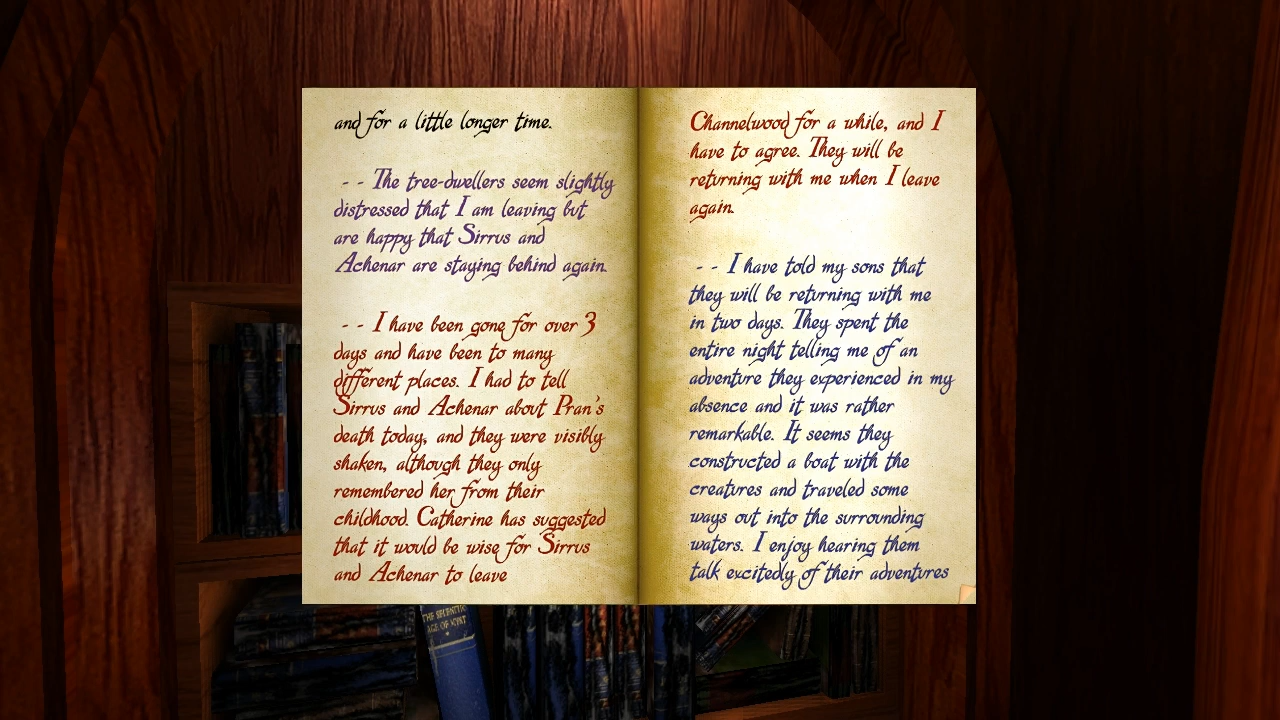 and for a little longer time.
- - The tree-dwellers seem slightly
distressed that I am leaving but
are happy that Sirrus and
Achenar are staying behind again.
- - I have been gone for over 3
days and have been to many
different places. I had to tell
Sirrus and Achenar about Pran's
death today, and they were visibly
shaken, although they only
remembered her from their
childhood. Catherine has suggested
that it would be wise for Sirrus
and Achenar to leave
Channelwood for a while, and I
have to agree. They will be
returning with me when I leave
again.
- - I have told my sons that
they will be returning with me
in two days. They spent the
entire night telling me of an
adventure they experienced in my
absence and it was rather
remarkable. It seems they
constructed a boat with the
creatures and traveled some
ways out into the surrounding
waters. I enjoy hearing them
talk excitedly of their adventures
THE SELENITIC
AGE OF MYST